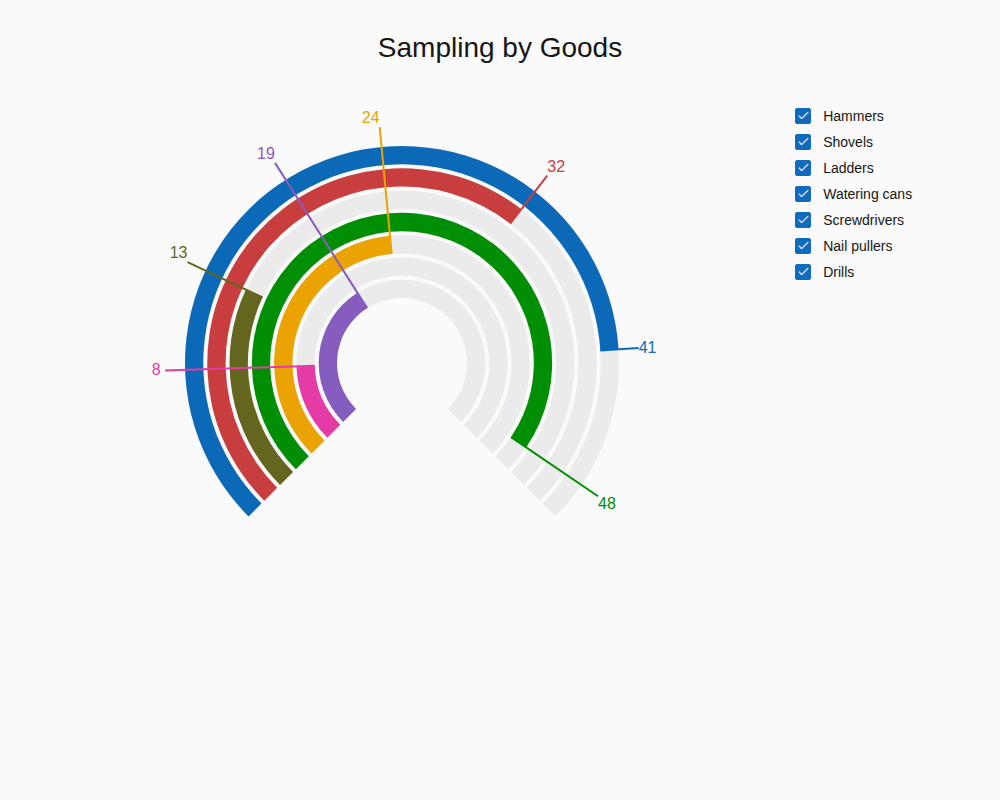 Sampling by Goods
24
19
32
13
8
41
48
Hammers
Shovels
Ladders
Watering cans
Screwdrivers
Nail pullers
Drills